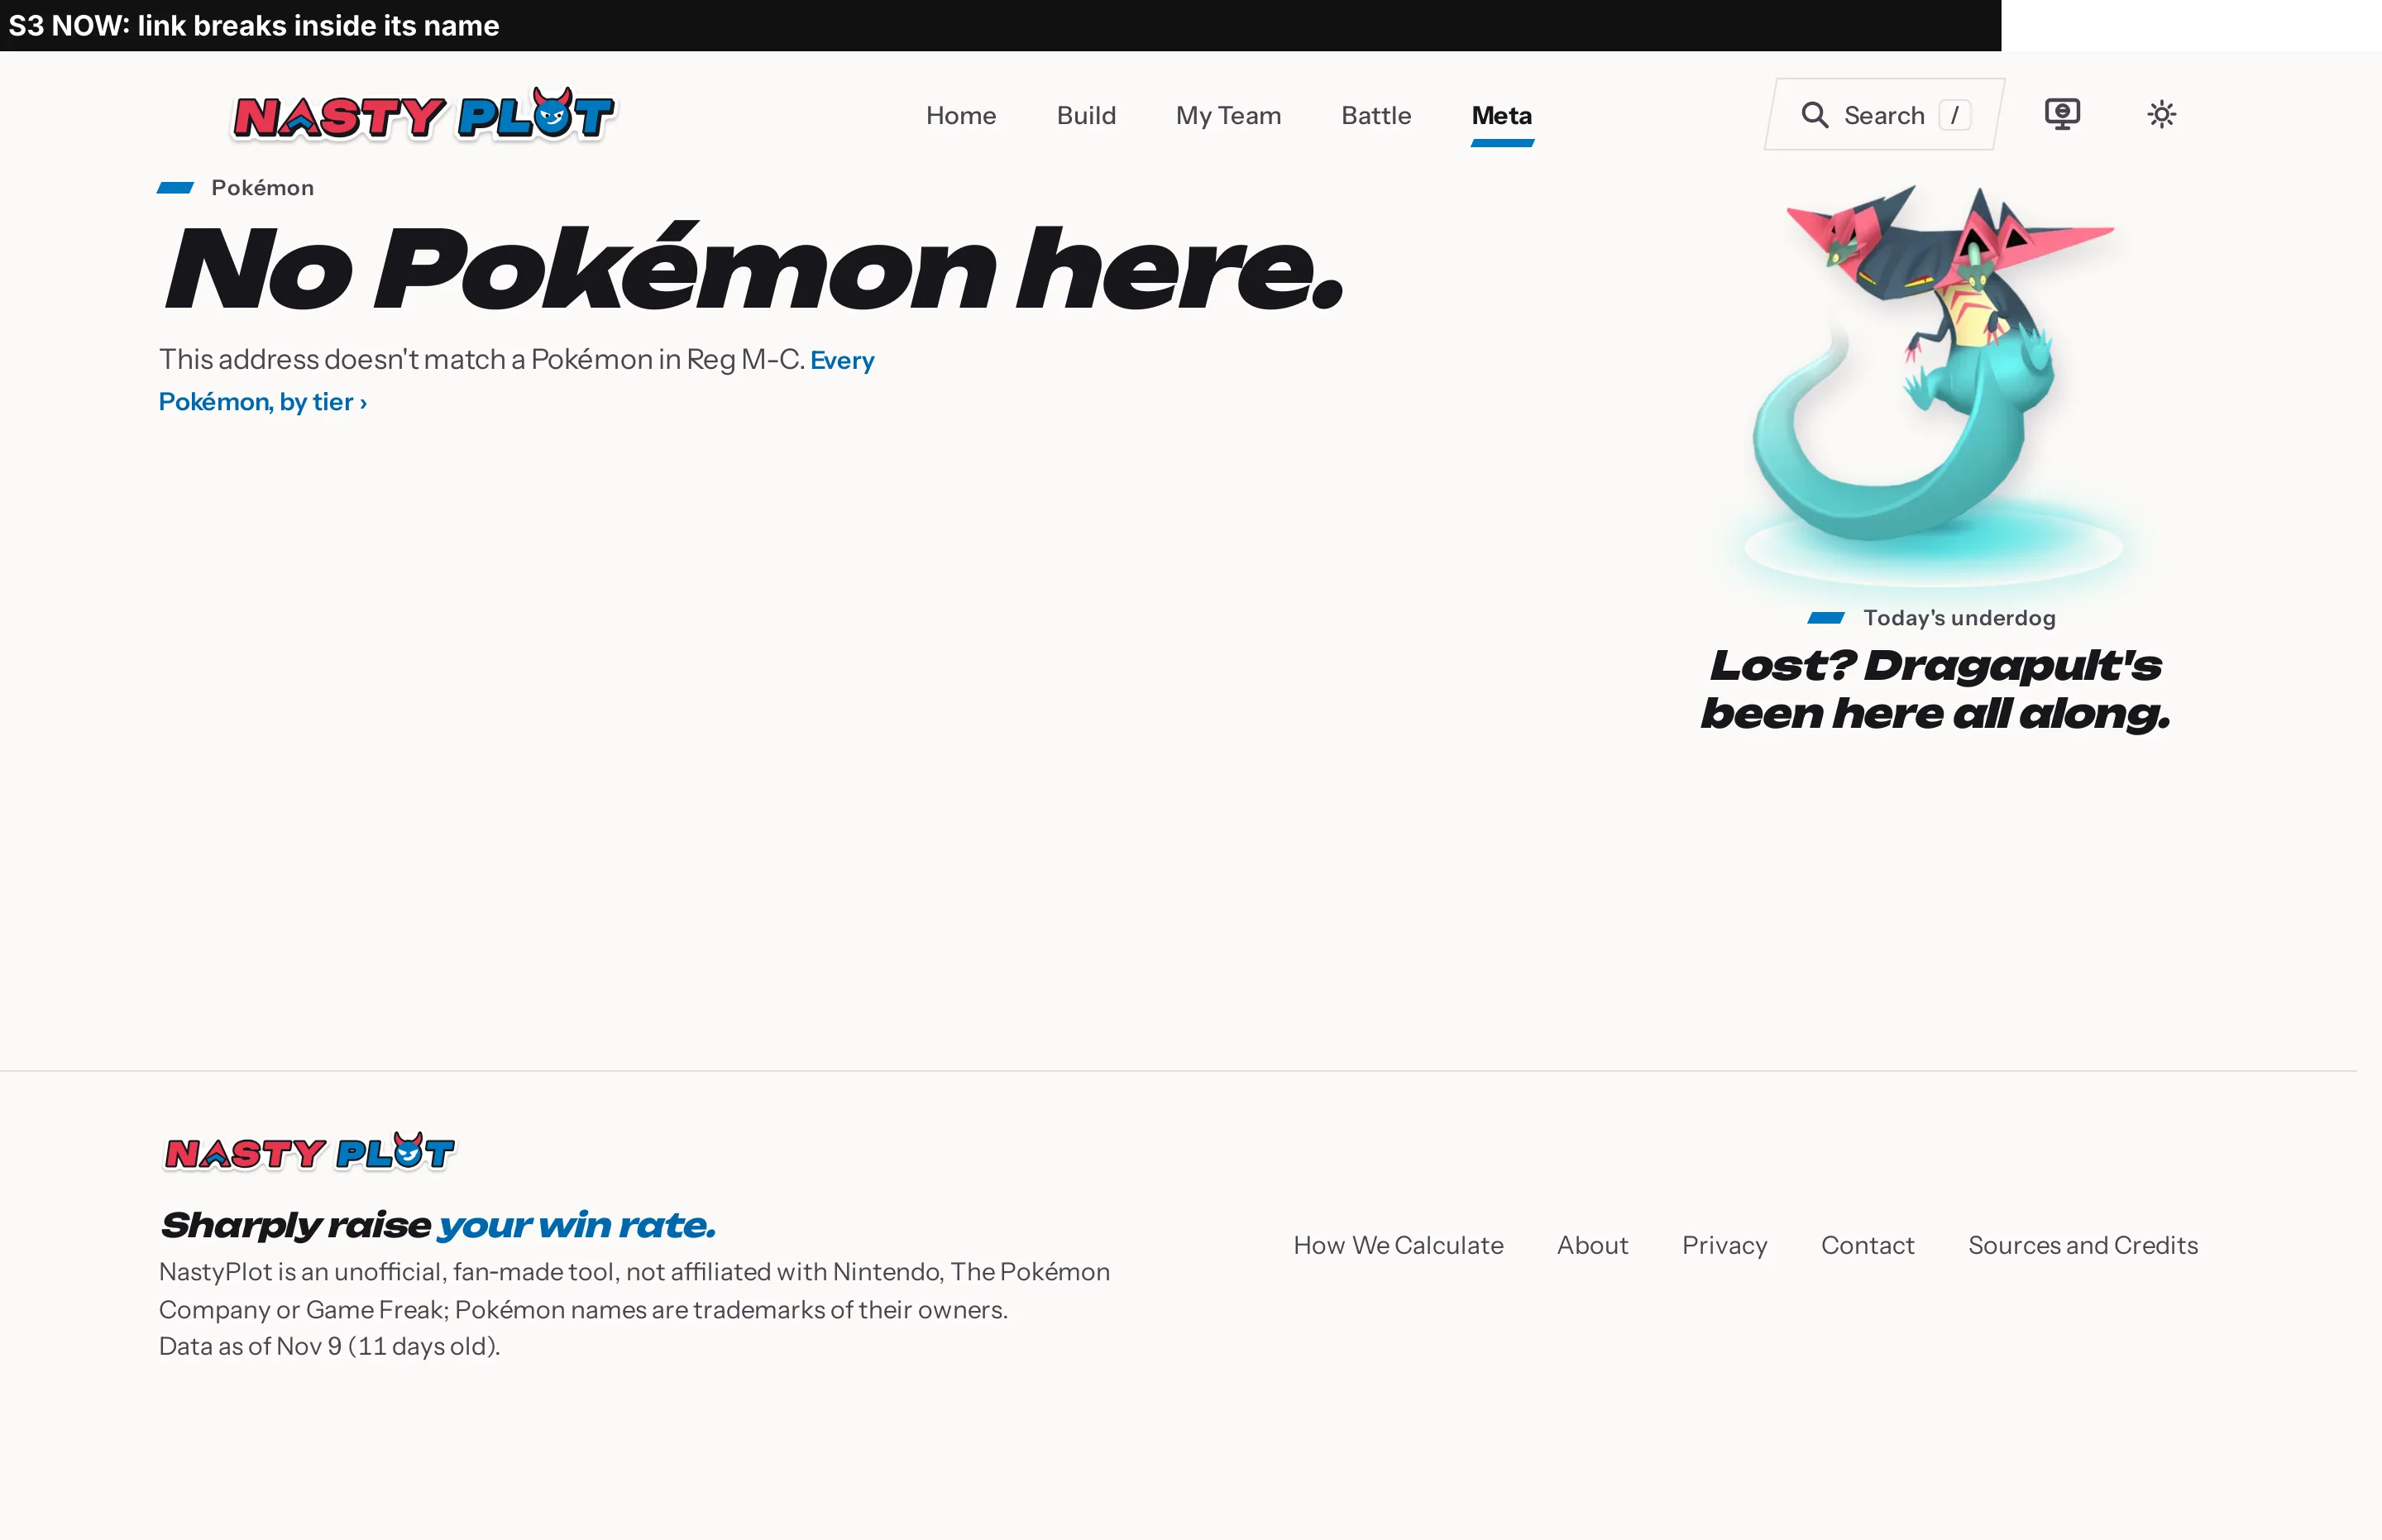 S3 NOW: link breaks inside its name
NASTY PLOT
Home
Build
My Team
Battle
Meta
Search /
Pokémon
No Pokémon here.
This address doesn't match a Pokémon in Reg M-C. Every
Pokémon, by tier ›
Today's underdog
Lost? Dragapult's
been here all along.
NASTY PLOT
Sharply raise your win rate.
NastyPlot is an unofficial, fan-made tool, not affiliated with Nintendo, The Pokémon
Company or Game Freak; Pokémon names are trademarks of their owners.
Data as of Nov 9 (11 days old).
How We Calculate
About
Privacy
Contact
Sources and Credits